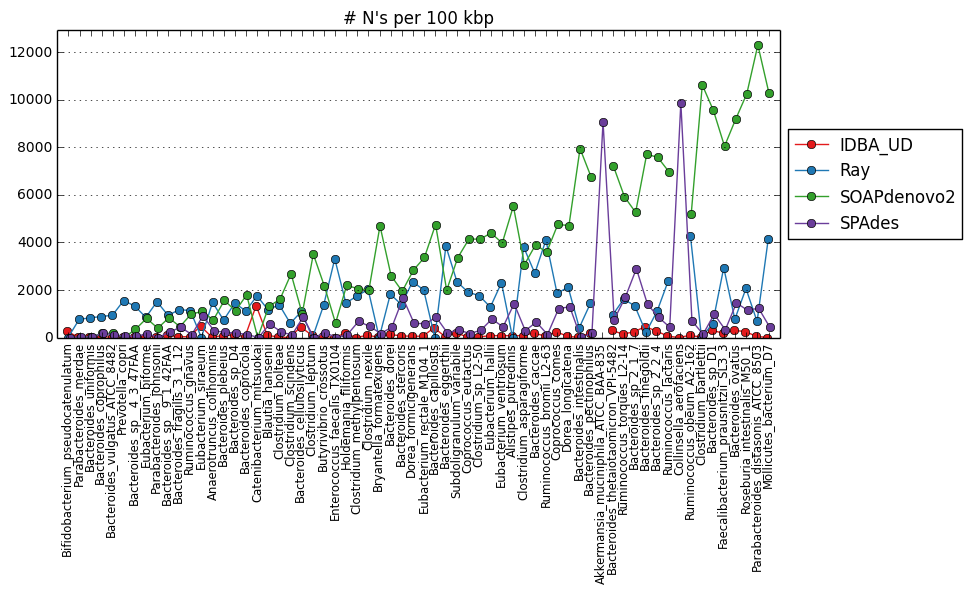 # N's per 100 kbp
12000
10000
8000
6000
4000
2000
0
IDBA_UD
Ray
SOAPdenovo2
SPAdes
Bifidobacterium_pseudocatenulatum
Parabacteroides_merdae
Bacteroides_uniformis
Bacteroides_coprophilus
Bacteroides_vulgatus_ATCC_8482
Prevotella_copri
Bacteroides_sp_4_3_47FAA
Eubacterium_biforme
Parabacteroides_johnsonii
Bacteroides_sp_9_1_42FAA
Bacteroides_fragilis_3_1_12
Ruminococcus_gnavus
Eubacterium_siraeum
Anaerotruncus_colihominis
Bacteroides_plebeius
Bacteroides_sp_D4
Bacteroides_coprocola
Catenibacterium_mitsuokai
Blautia_hansenii
Clostridium_bolteae
Clostridium_scindens
Bacteroides_cellulosilyticus
Clostridium_leptum
Butyrivibrio_crossotus
Enterococcus_faecalis_TX0104
Holdemania_filiformis
Clostridium_methylpentosum
Clostridium_nexile
Bryantella_formatexigens
Bacteroides_dorei
Bacteroides_stercoris
Dorea_formicigenerans
Eubacterium_rectale_M104_1
Bacteroides_capillosus
Bacteroides_eggerthii
Subdoligranulum_variabile
Coprococcus_eutactus
Clostridium_sp_L2-50
Eubacterium_hallii
Eubacterium_ventriosum
Alistipes_putredinis
Clostridium_asparagiforme
Bacteroides_caccae
Ruminococcus_bromii_L2-63
Coprococcus_comes
Dorea_longicatena
Bacteroides_intestinalis
Bacteroides_pectinophilus
Akkermansia_muciniphila_ATCC_BAA-835
Bacteroides_thetaiotaomicron_VPI-5482
Ruminococcus_torques_L2-14
Bacteroides_sp_2_1_7
Bacteroides_finegoldii
Bacteroides_sp_2_2_4
Ruminococcus_lactaris
Collinsella_aerofaciens
Ruminococcus_obeum_A2-162
Clostridium_bartlettii
Bacteroides_sp_D1
Faecalibacterium_prausnitzii_SL3_3
Bacteroides_ovatus
Roseburia_intestinalis_M50_1
Parabacteroides_distasonis_ATCC_8503
Mollicutes_bacterium_D7